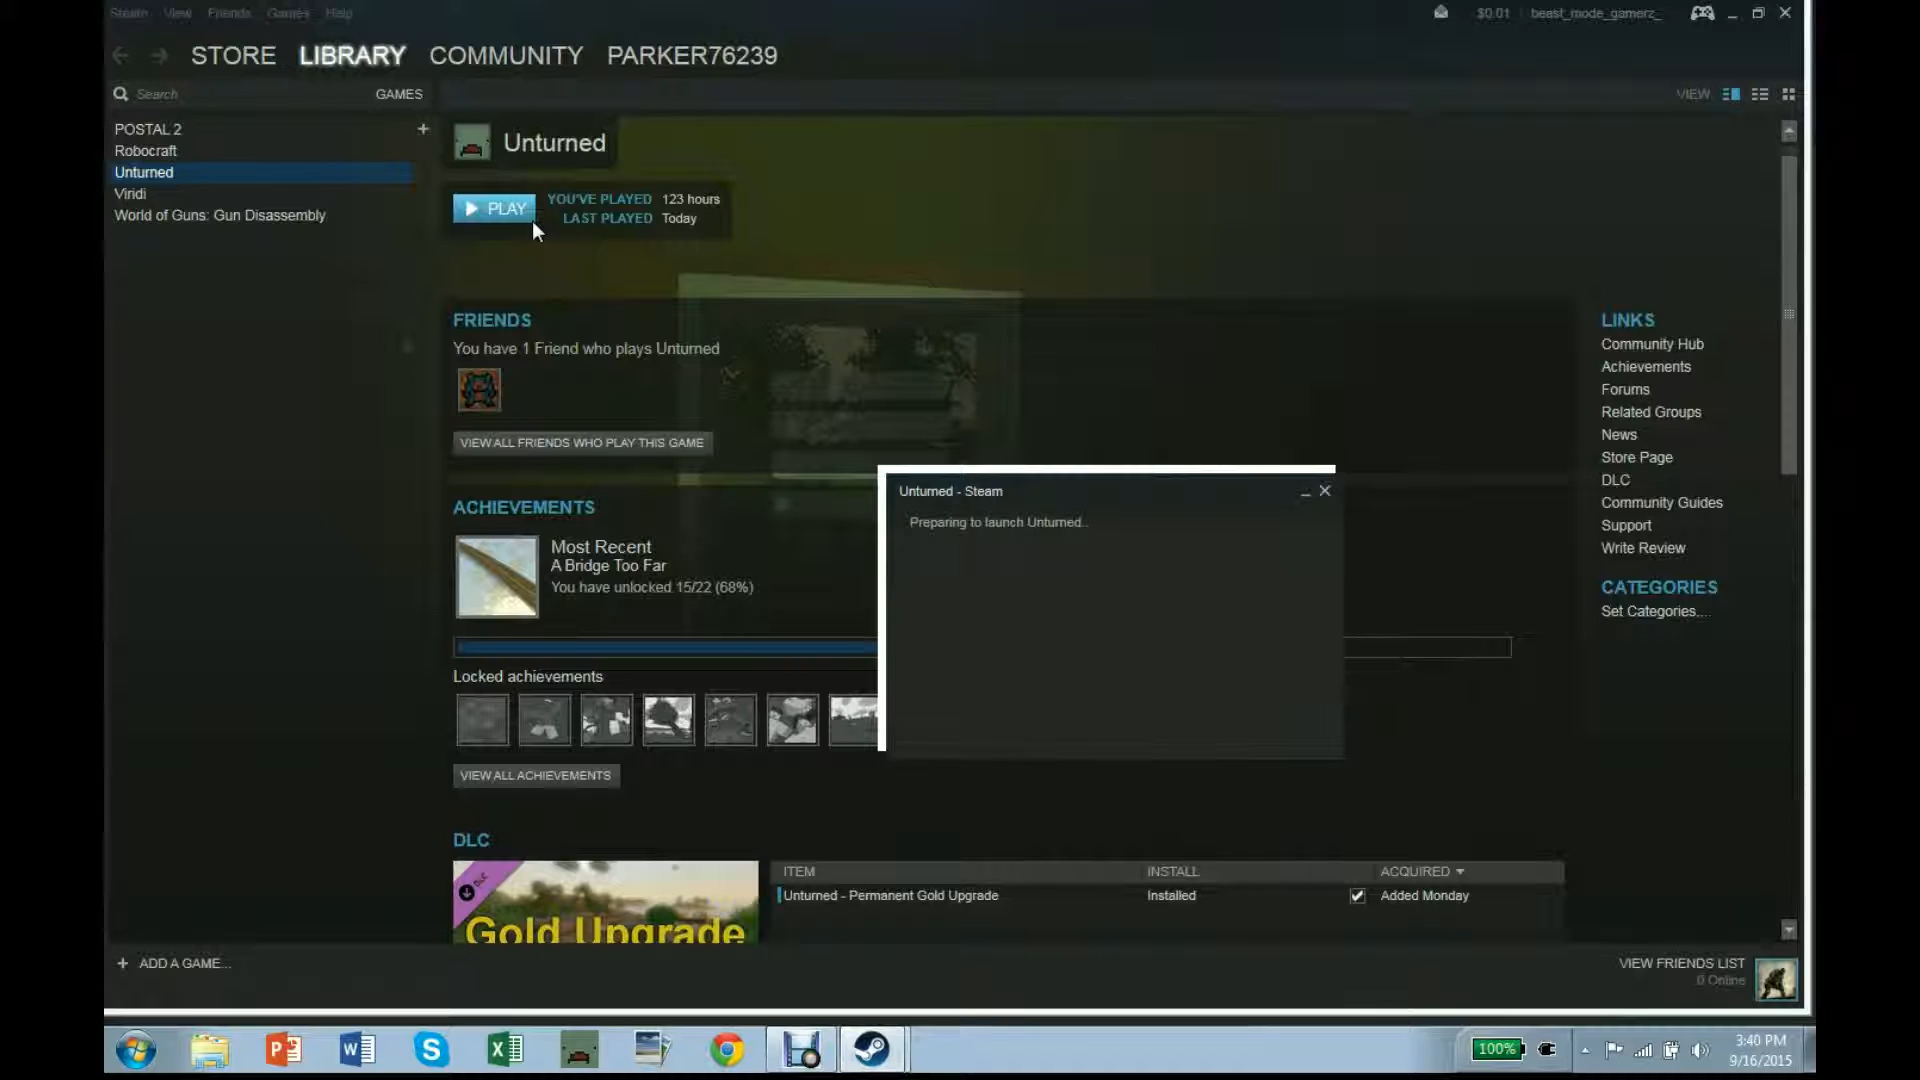 Steam View Friends Games Help
$0.01 beast_mode_gamerz_
STORE LIBRARY COMMUNITY PARKER76239
Search GAMES
VIEW
POSTAL 2
Robocraft
Unturned
Viridi
World of Guns: Gun Disassembly
Unturned
PLAY
YOU'VE PLAYED 123 hours
LAST PLAYED Today
FRIENDS
You have 1 Friend who plays Unturned
VIEW ALL FRIENDS WHO PLAY THIS GAME
ACHIEVEMENTS
Most Recent
A Bridge Too Far
You have unlocked 15/22 (68%)
Locked achievements
VIEW ALL ACHIEVEMENTS
Unturned - Steam
Preparing to launch Unturned..
LINKS
Community Hub
Achievements
Forums
Related Groups
News
Store Page
DLC
Community Guides
Support
Write Review
CATEGORIES
Set Categories...
DLC
DLC
Gold Upgrade
ITEM INSTALL ACQUIRED
Unturned - Permanent Gold Upgrade Installed Added Monday
+ ADD A GAME...
VIEW FRIENDS LIST
0 Online
100%
3:40 PM
9/16/2015